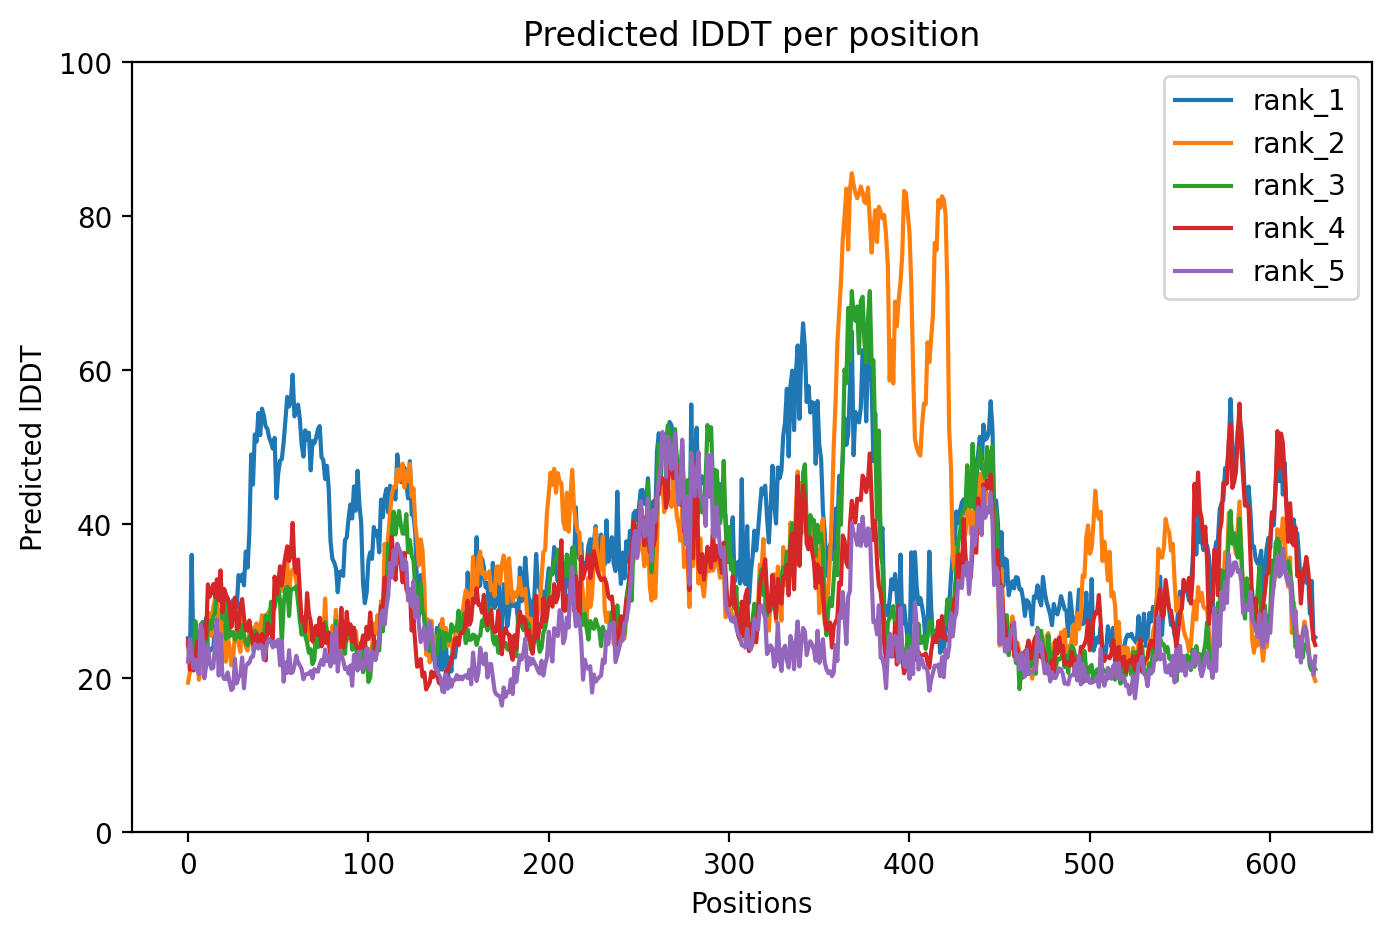 Predicted lDDT per position
100
80
60
40
20
0
Predicted lDDT
rank_1
rank_2
rank_3
rank_4
rank_5
0 100 200 300 400 500 600
Positions